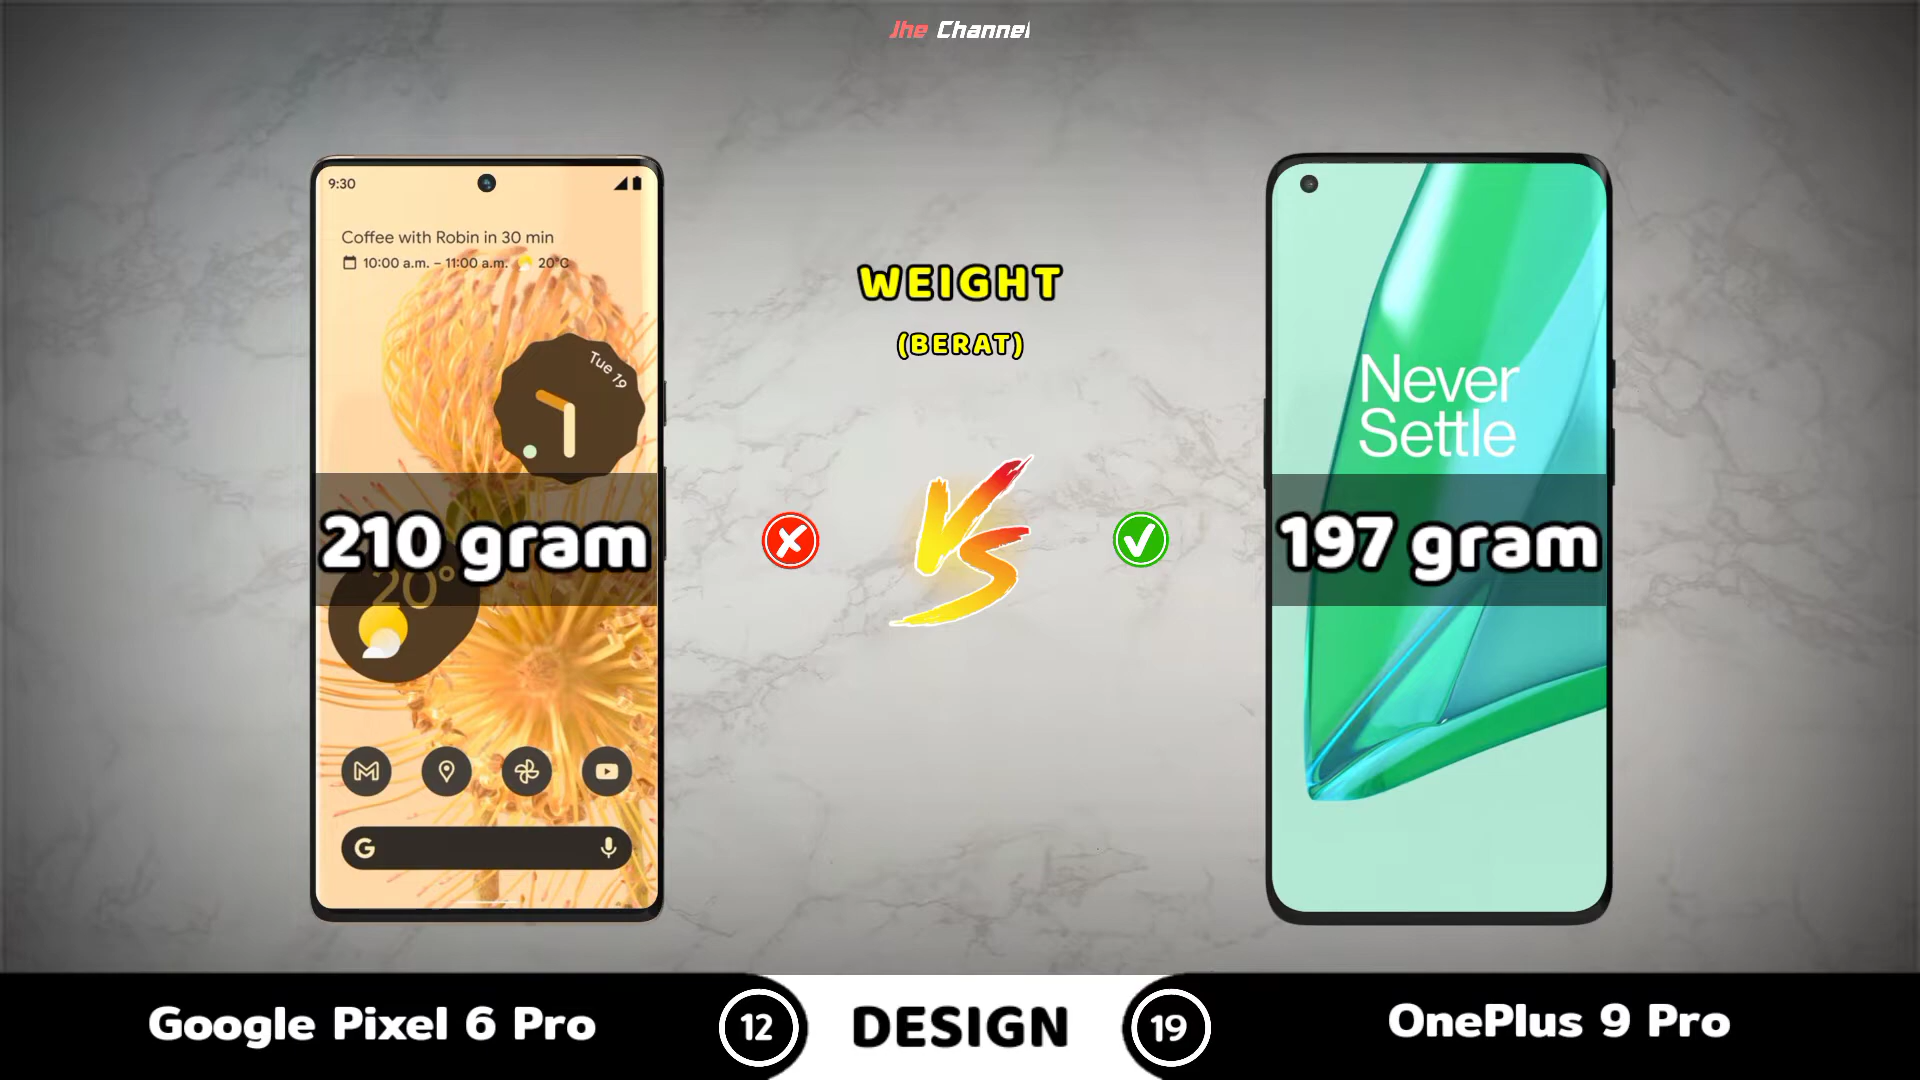 Jhe Channel
9:30
Coffee with Robin in 30 min
10:00 a.m. – 11:00 a.m. 20°C
Tue 19
210 gram
20°
WEIGHT
(BERAT)
VS
Never
Settle
197 gram
Google Pixel 6 Pro
12
DESIGN
19
OnePlus 9 Pro